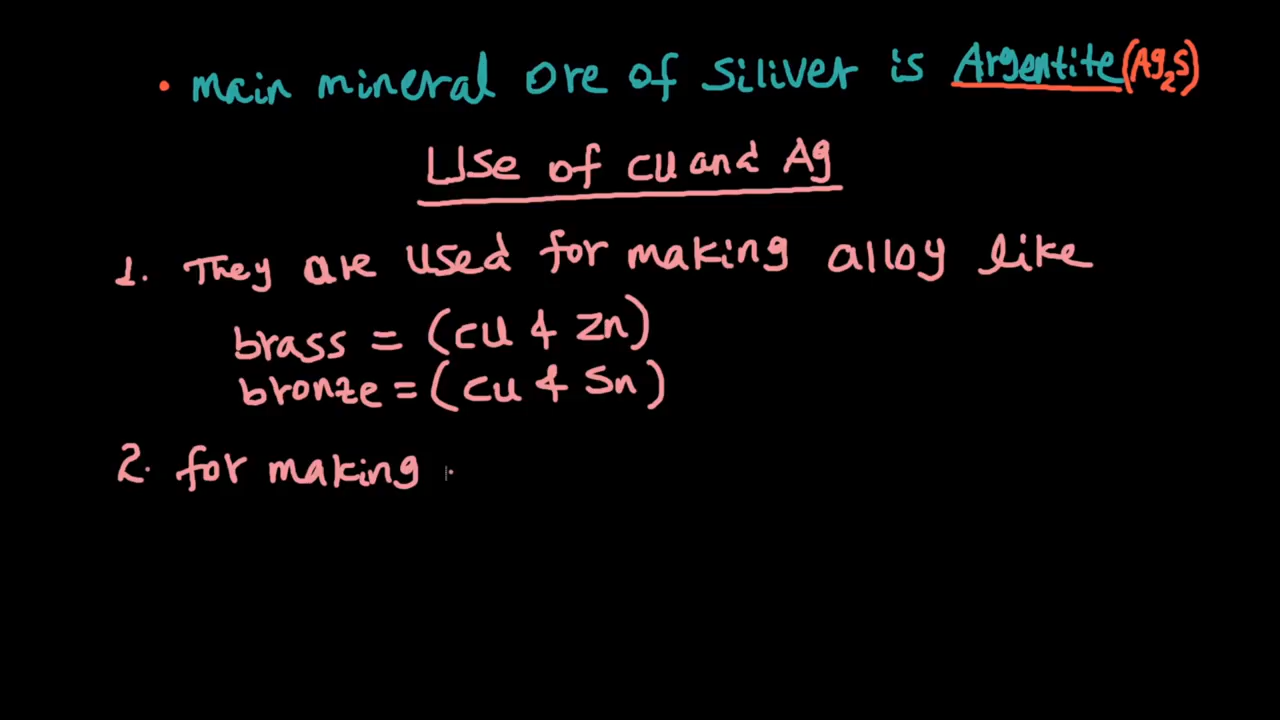 • main mineral ore of Siliver is Argentite (Ag₂S)
Use of Cu and Ag
1. They are used for making alloy like
brass = (Cu & Zn)
bronze = (Cu & Sn)
2. for making